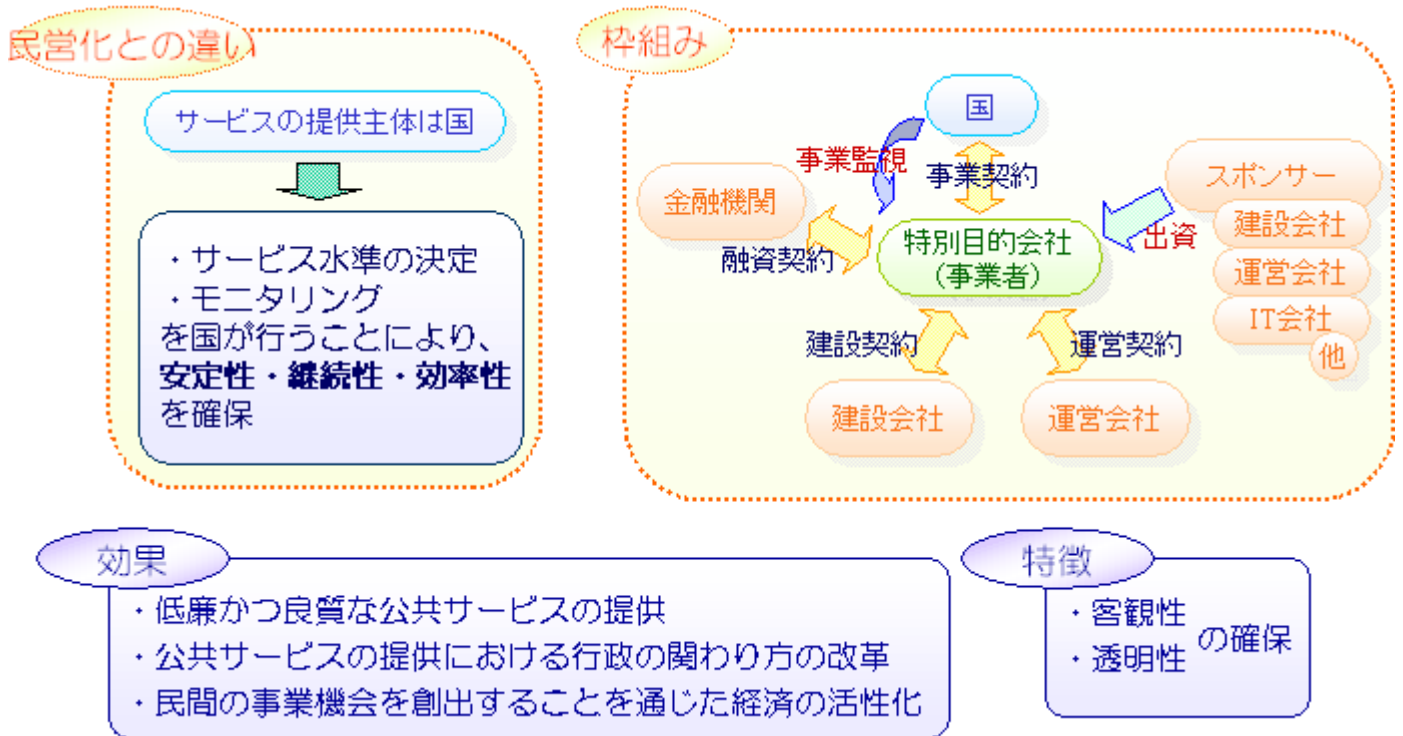 民営化との違い
サービスの提供主体は国
・サービス水準の決定
・モニタリング
を国が行うことにより、
安定性・継続性・効率性
を確保
枠組み
国
事業監視
事業契約
金融機関
融資契約
特別目的会社
(事業者)
出資
スポンサー
建設会社
運営会社
IT会社
他
建設契約
運営契約
建設会社
運営会社
効果
・低廉かつ良質な公共サービスの提供
・公共サービスの提供における行政の関わり方の改革
・民間の事業機会を創出することを通じた経済の活性化
特徴
・客観性
・透明性
の確保